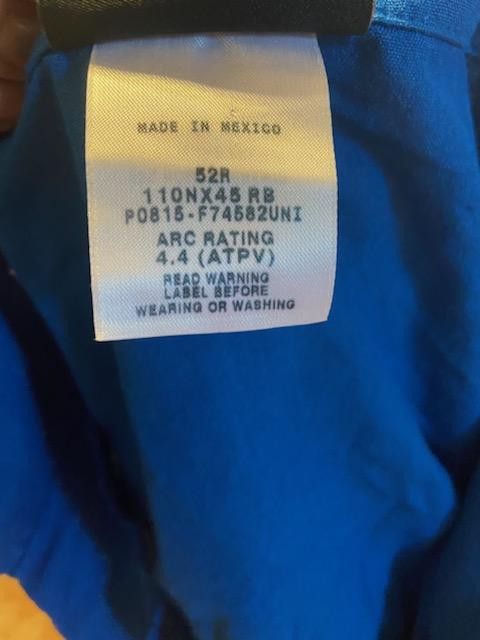 MADE IN MEXICO
52R
110NX45 RB
P0815-F74582UNI
ARC RATING
4.4 (ATPV)
READ WARNING
LABEL BEFORE
WEARING OR WASHING